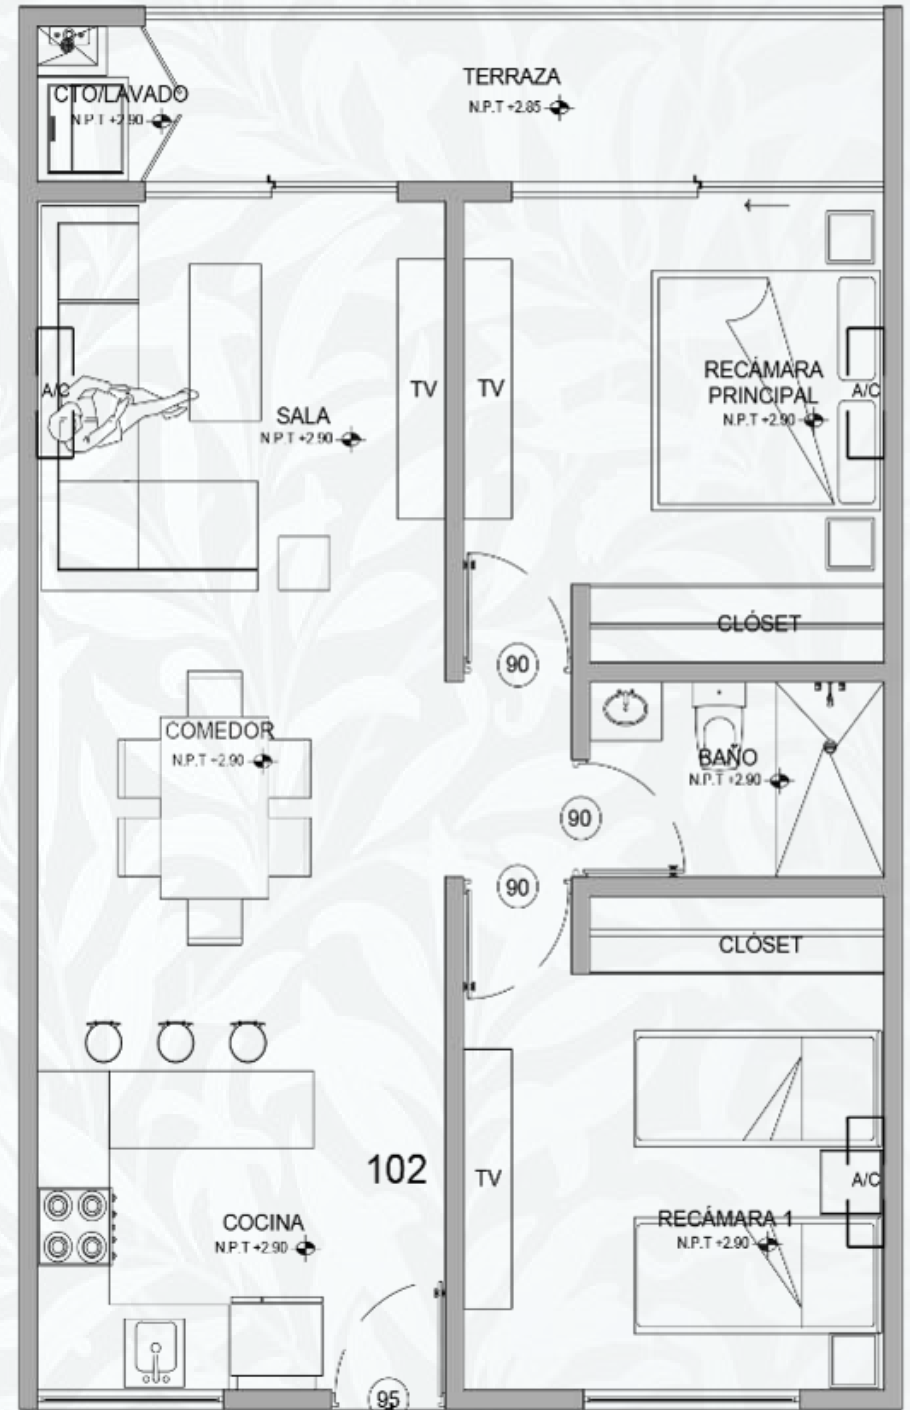 CTO/LAVADO
N.P.T +2.90
TERRAZA
N.P.T +2.85
A/C
SALA
N.P.T +2.90
TV
TV
RECÁMARA
PRINCIPAL
N.P.T +2.90
A/C
CLÓSET
90
COMEDOR
N.P.T +2.90
BAÑO
N.P.T +2.90
90
90
CLÓSET
102
COCINA
N.P.T +2.90
TV
RECÁMARA 1
N.P.T +2.90
A/C
95